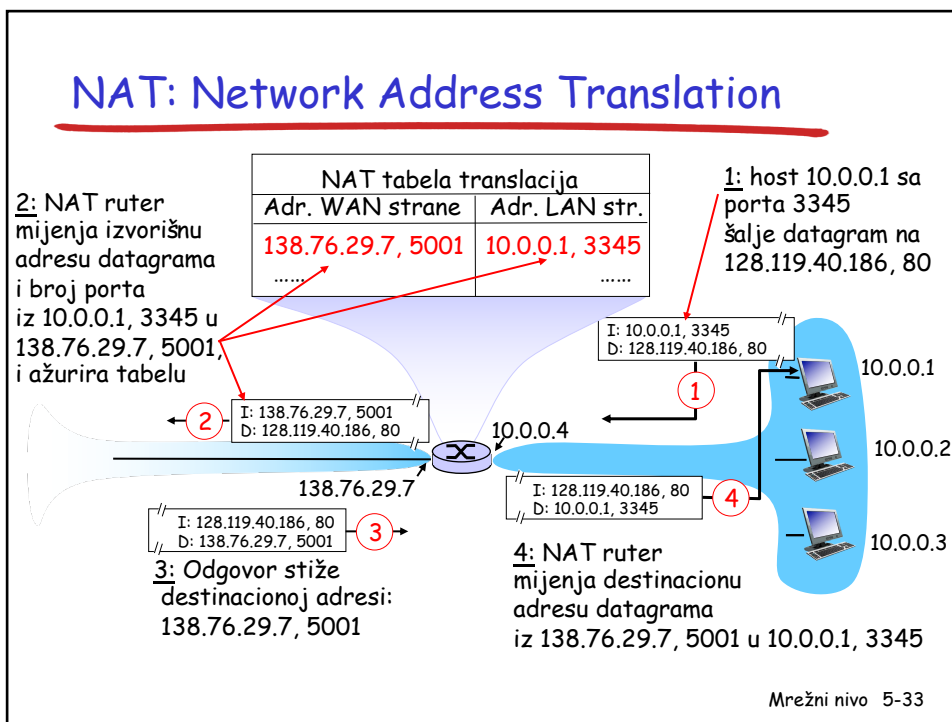 NAT: Network Address Translation
NAT tabela translacija
Adr. WAN strane
Adr. LAN str.
138.76.29.7, 5001
10.0.0.1, 3345
……
……
1: host 10.0.0.1 sa
porta 3345
šalje datagram na
128.119.40.186, 80
2: NAT ruter
mijenja izvorišnu
adresu datagrama
i broj porta
iz 10.0.0.1, 3345 u
138.76.29.7, 5001,
i ažurira tabelu
I: 10.0.0.1, 3345
D: 128.119.40.186, 80
1
10.0.0.1
2
I: 138.76.29.7, 5001
D: 128.119.40.186, 80
10.0.0.4
10.0.0.2
138.76.29.7
I: 128.119.40.186, 80
D: 10.0.0.1, 3345
4
I: 128.119.40.186, 80
D: 138.76.29.7, 5001
3
10.0.0.3
3: Odgovor stiže
destinacionoj adresi:
138.76.29.7, 5001
4: NAT ruter
mijenja destinacionu
adresu datagrama
iz 138.76.29.7, 5001 u 10.0.0.1, 3345
Mrežni nivo 5-33